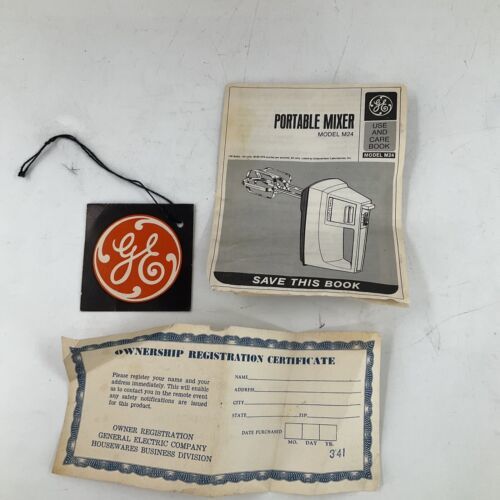 GE
PORTABLE MIXER
MODEL M24
GE
USE
AND
CARE
BOOK
MODEL M24
SAVE THIS BOOK
OWNERSHIP REGISTRATION CERTIFICATE
Please register your name and your
address immediately. This will enable
us to contact you in the remote event
any safety notifications are issued
for this product.
OWNER REGISTRATION
GENERAL ELECTRIC COMPANY
HOUSEWARES BUSINESS DIVISION
NAME
ADDRESS
CITY
STATE ZIP
DATE PURCHASED
MO. DAY YR.
341